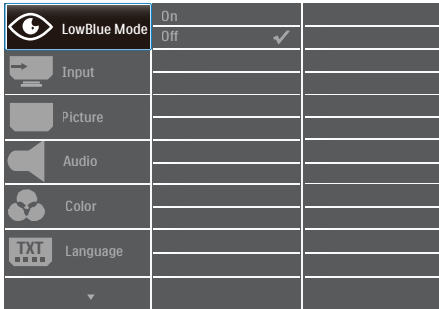 LowBlue Mode
On
Off
Input
Picture
Audio
Color
TXT
Language